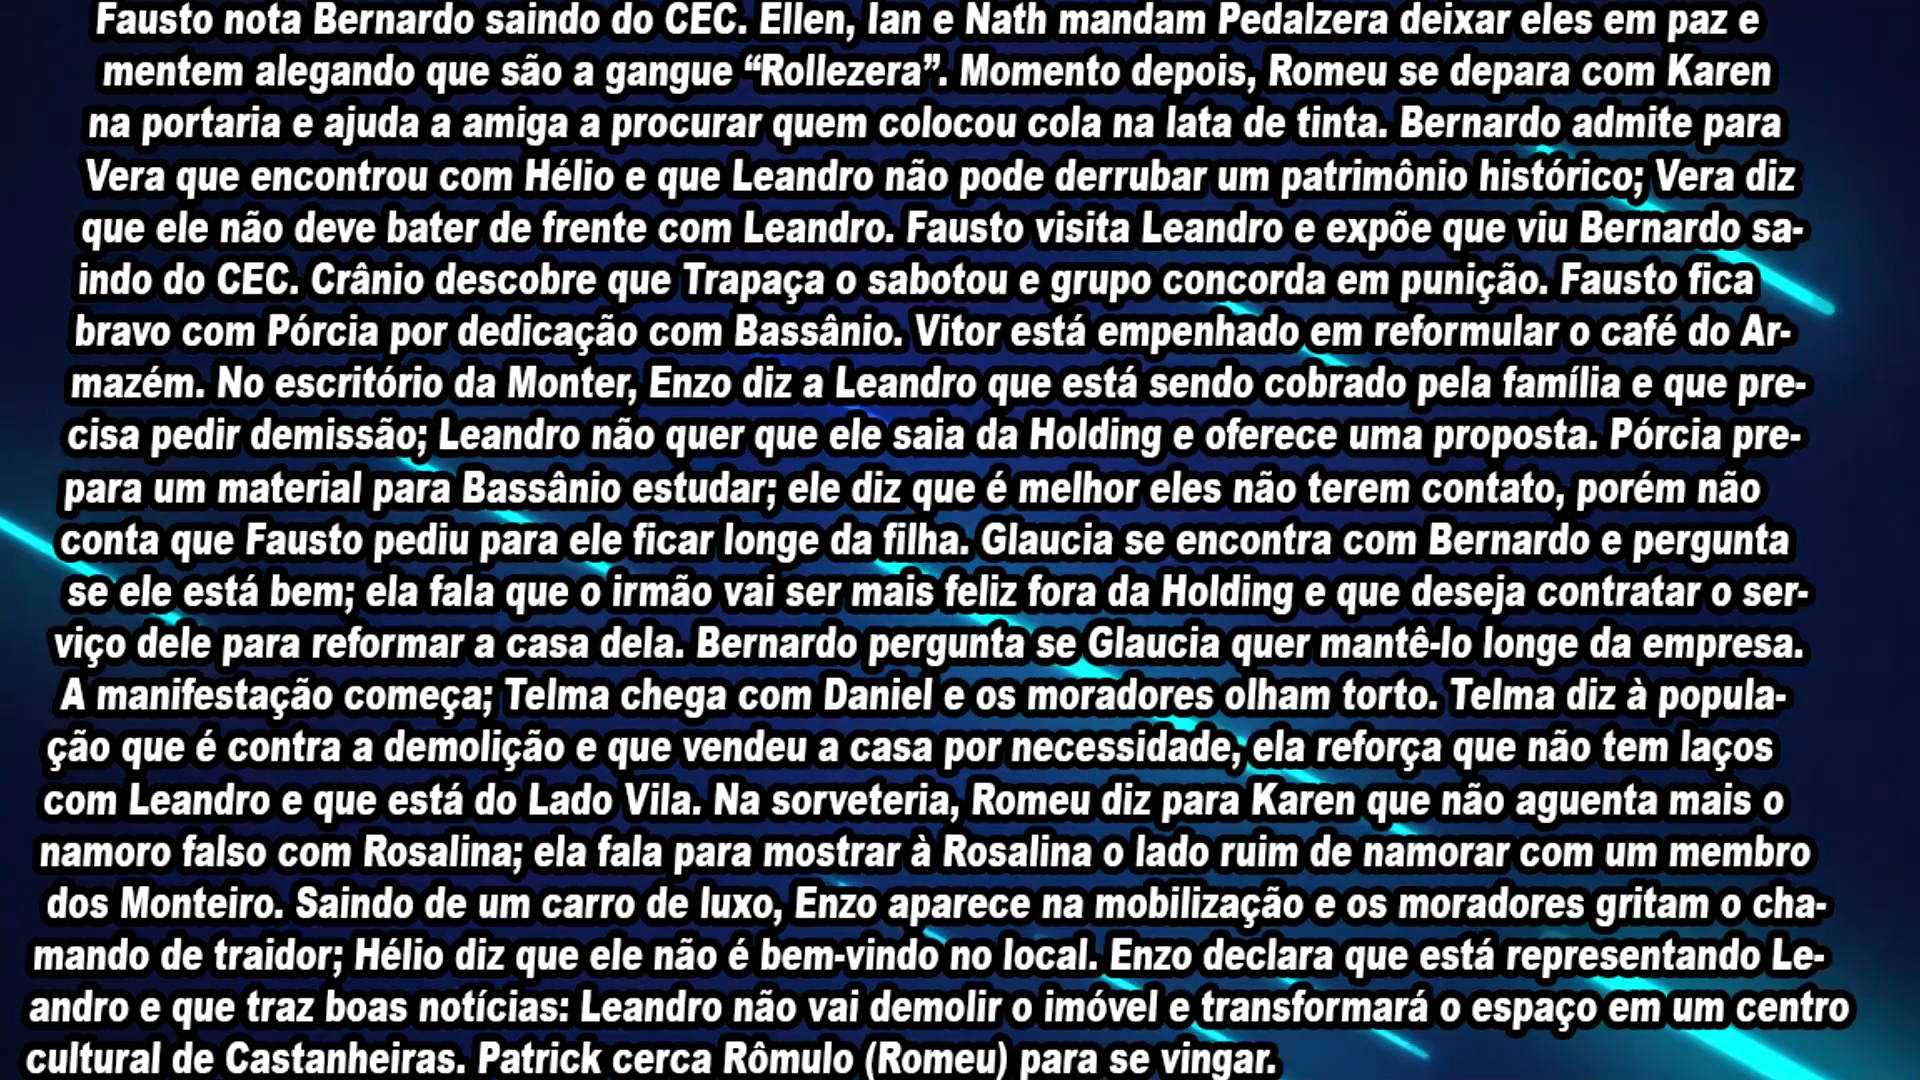 Fausto nota Bernardo saindo do CEC. Ellen, Ian e Nath mandam Pedalzera deixar eles em paz e
mentem alegando que são a gangue “Rollezera”. Momento depois, Romeu se depara com Karen
na portaria e ajuda a amiga a procurar quem colocou cola na lata de tinta. Bernardo admite para
Vera que encontrou com Hélio e que Leandro não pode derrubar um patrimônio histórico; Vera diz
que ele não deve bater de frente com Leandro. Fausto visita Leandro e expõe que viu Bernardo sa-
indo do CEC. Crânio descobre que Trapaça o sabotou e grupo concorda em punição. Fausto fica
bravo com Pórcia por dedicação com Bassânio. Vitor está empenhado em reformular o café do Ar-
mazém. No escritório da Monter, Enzo diz a Leandro que está sendo cobrado pela família e que pre-
cisa pedir demissão; Leandro não quer que ele saia da Holding e oferece uma proposta. Pórcia pre-
para um material para Bassânio estudar; ele diz que é melhor eles não terem contato, porém não
conta que Fausto pediu para ele ficar longe da filha. Glaucia se encontra com Bernardo e pergunta
se ele está bem; ela fala que o irmão vai ser mais feliz fora da Holding e que deseja contratar o ser-
viço dele para reformar a casa dela. Bernardo pergunta se Glaucia quer mantê-lo longe da empresa.
A manifestação começa; Telma chega com Daniel e os moradores olham torto. Telma diz à popula-
ção que é contra a demolição e que vendeu a casa por necessidade, ela reforça que não tem laços
com Leandro e que está do Lado Vila. Na sorveteria, Romeu diz para Karen que não aguenta mais o
namoro falso com Rosalina; ela fala para mostrar à Rosalina o lado ruim de namorar com um membro
dos Monteiro. Saindo de um carro de luxo, Enzo aparece na mobilização e os moradores gritam o cha-
mando de traidor; Hélio diz que ele não é bem-vindo no local. Enzo declara que está representando Le-
andro e que traz boas notícias: Leandro não vai demolir o imóvel e transformará o espaço em um centro
cultural de Castanheiras. Patrick cerca Rômulo (Romeu) para se vingar.